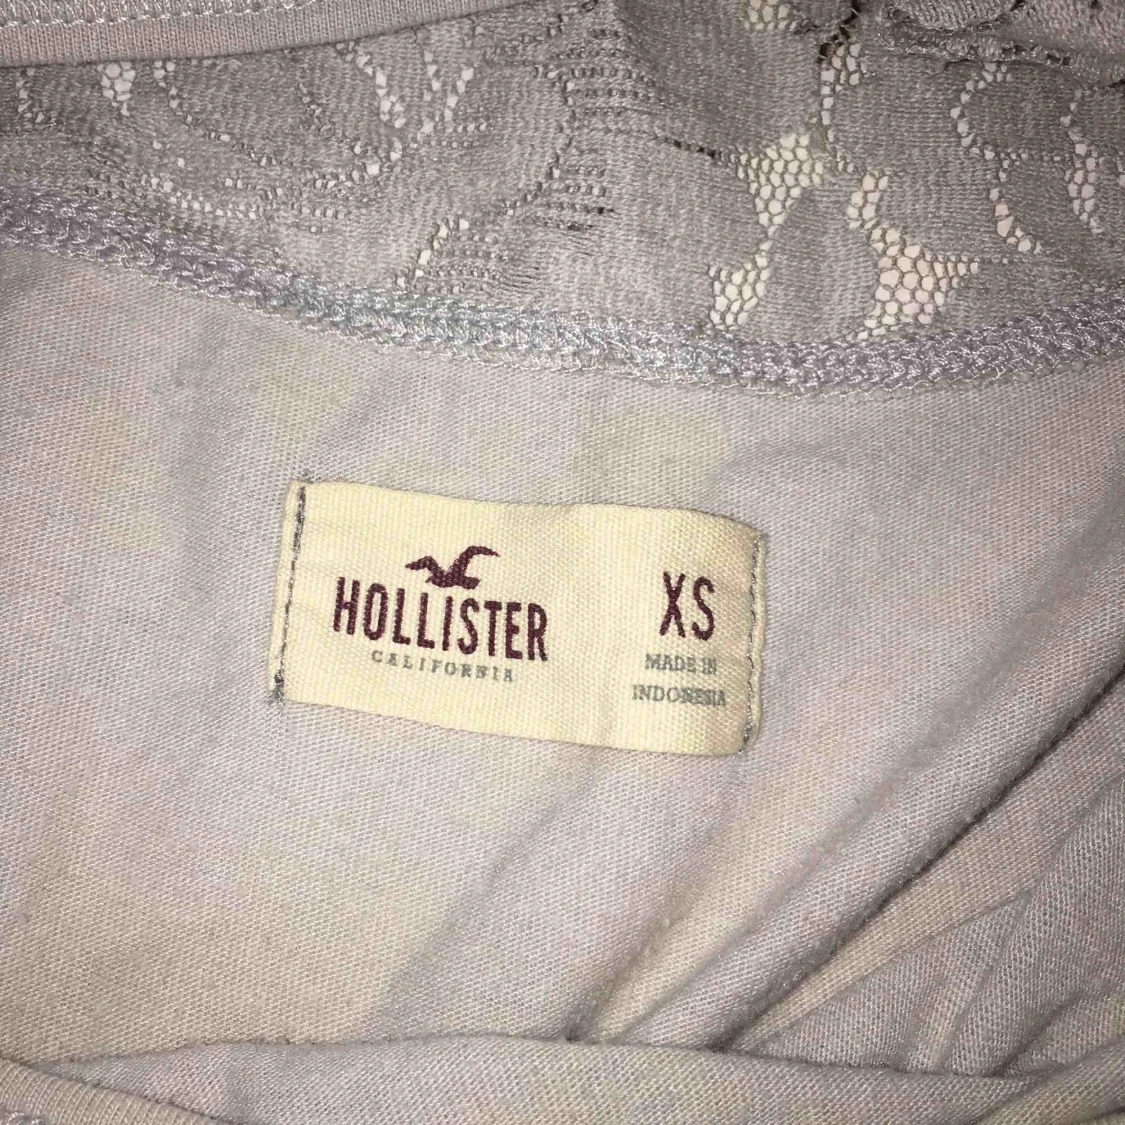 HOLLISTER
CALIFORNIA
XS
MADE IN
INDONESIA